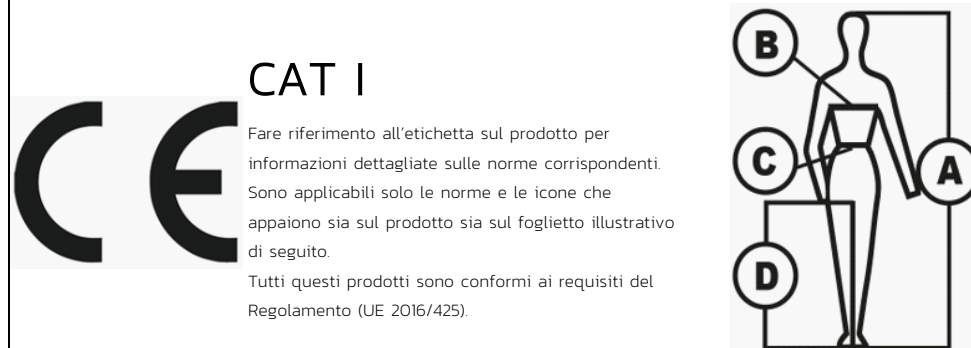 CE
CAT I
Fare riferimento all'etichetta sul prodotto per
informazioni dettagliate sulle norme corrispondenti.
Sono applicabili solo le norme e le icone che
appaiono sia sul prodotto sia sul foglietto illustrativo
di seguito.
Tutti questi prodotti sono conformi ai requisiti del
Regolamento (UE 2016/425).
B
C
A
D